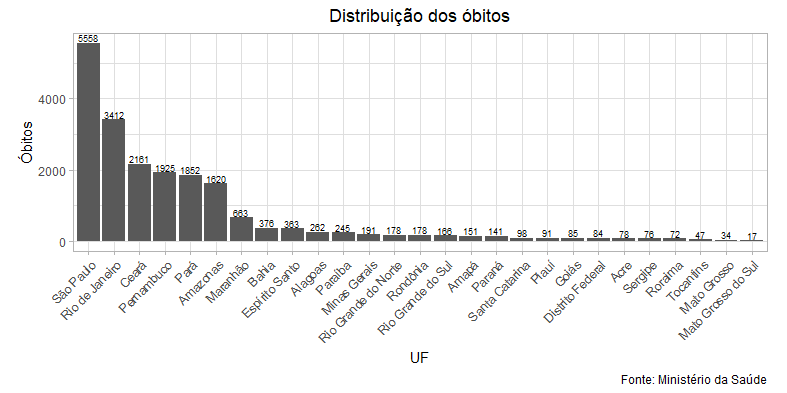 Distribuição dos óbitos
Óbitos
4000
2000
0
5558
3412
2161
1925
1852
1620
663
376
363
262
245
191
178
178
166
151
141
98
91
85
84
78
76
72
47
34
17
São Paulo
Rio de Janeiro
Ceará
Pernambuco
Pará
Amazonas
Maranhão
Bahia
Espírito Santo
Alagoas
Paraíba
Minas Gerais
Rio Grande do Norte
Rondônia
Rio Grande do Sul
Amapá
Paraná
Santa Catarina
Piauí
Goiás
Distrito Federal
Acre
Sergipe
Roraima
Tocantins
Mato Grosso
Mato Grosso do Sul
UF
Fonte: Ministério da Saúde